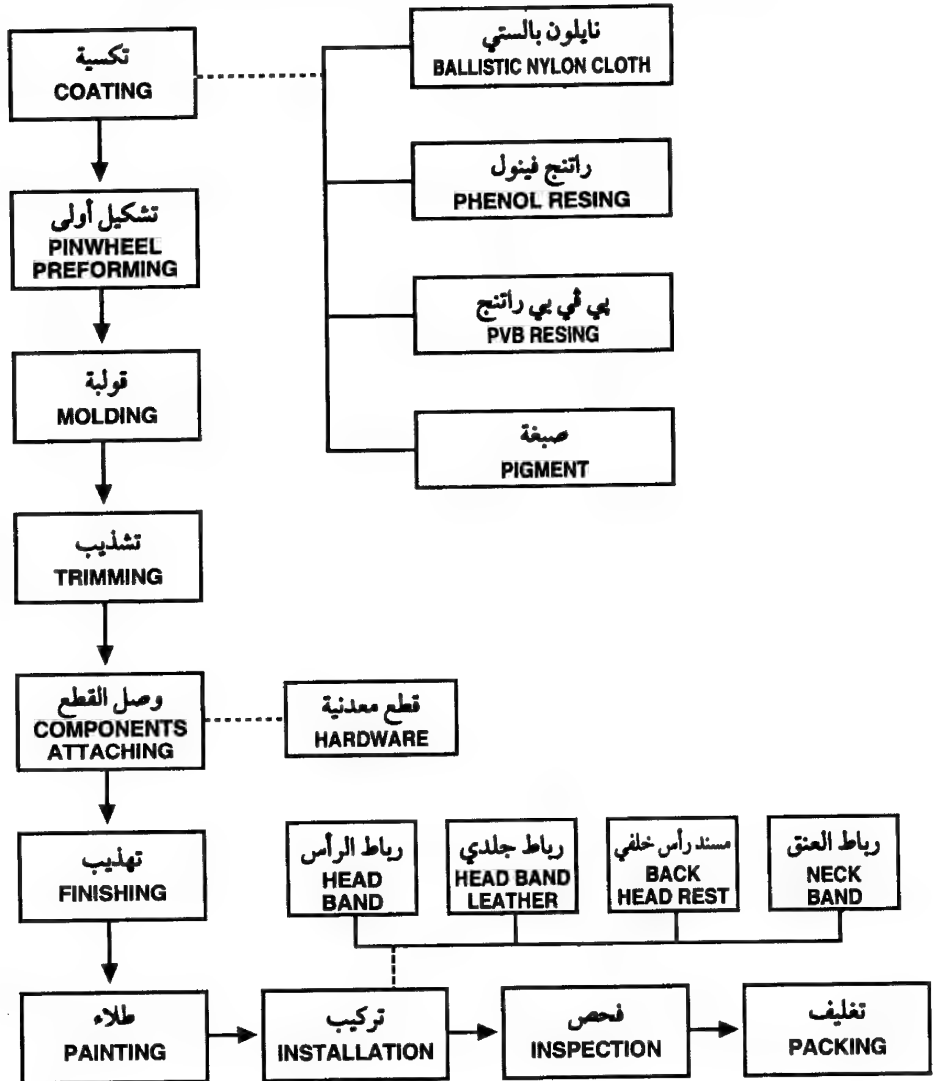 تكسية
COATING
نايلون بالستي
BALLISTIC NYLON CLOTH
راتنج فينول
PHENOL RESING
تشكيل أولى
PINWHEEL
PREFORMING
پي ڤي بي راتنج
PVB RESING
قولبة
MOLDING
صبغة
PIGMENT
تشذيب
TRIMMING
وصل القطع
COMPONENTS
ATTACHING
قطع معدنية
HARDWARE
تهذيب
FINISHING
رباط الرأس
HEAD
BAND
رباط جلدي
HEAD BAND
LEATHER
مسند رأس خلفي
BACK
HEAD REST
رباط العنق
NECK
BAND
طلاء
PAINTING
تركيب
INSTALLATION
فحص
INSPECTION
تغليف
PACKING